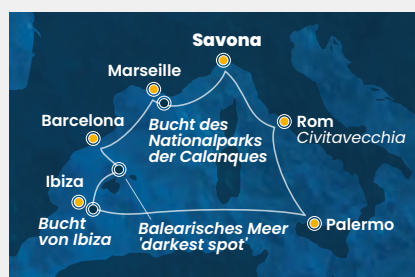 Savona
Marseille
Barcelona
Bucht des
Nationalparks
der Calanques
Rom
Civitavecchia
Ibiza
Bucht
von Ibiza
Balearisches Meer
'darkest spot'
Palermo